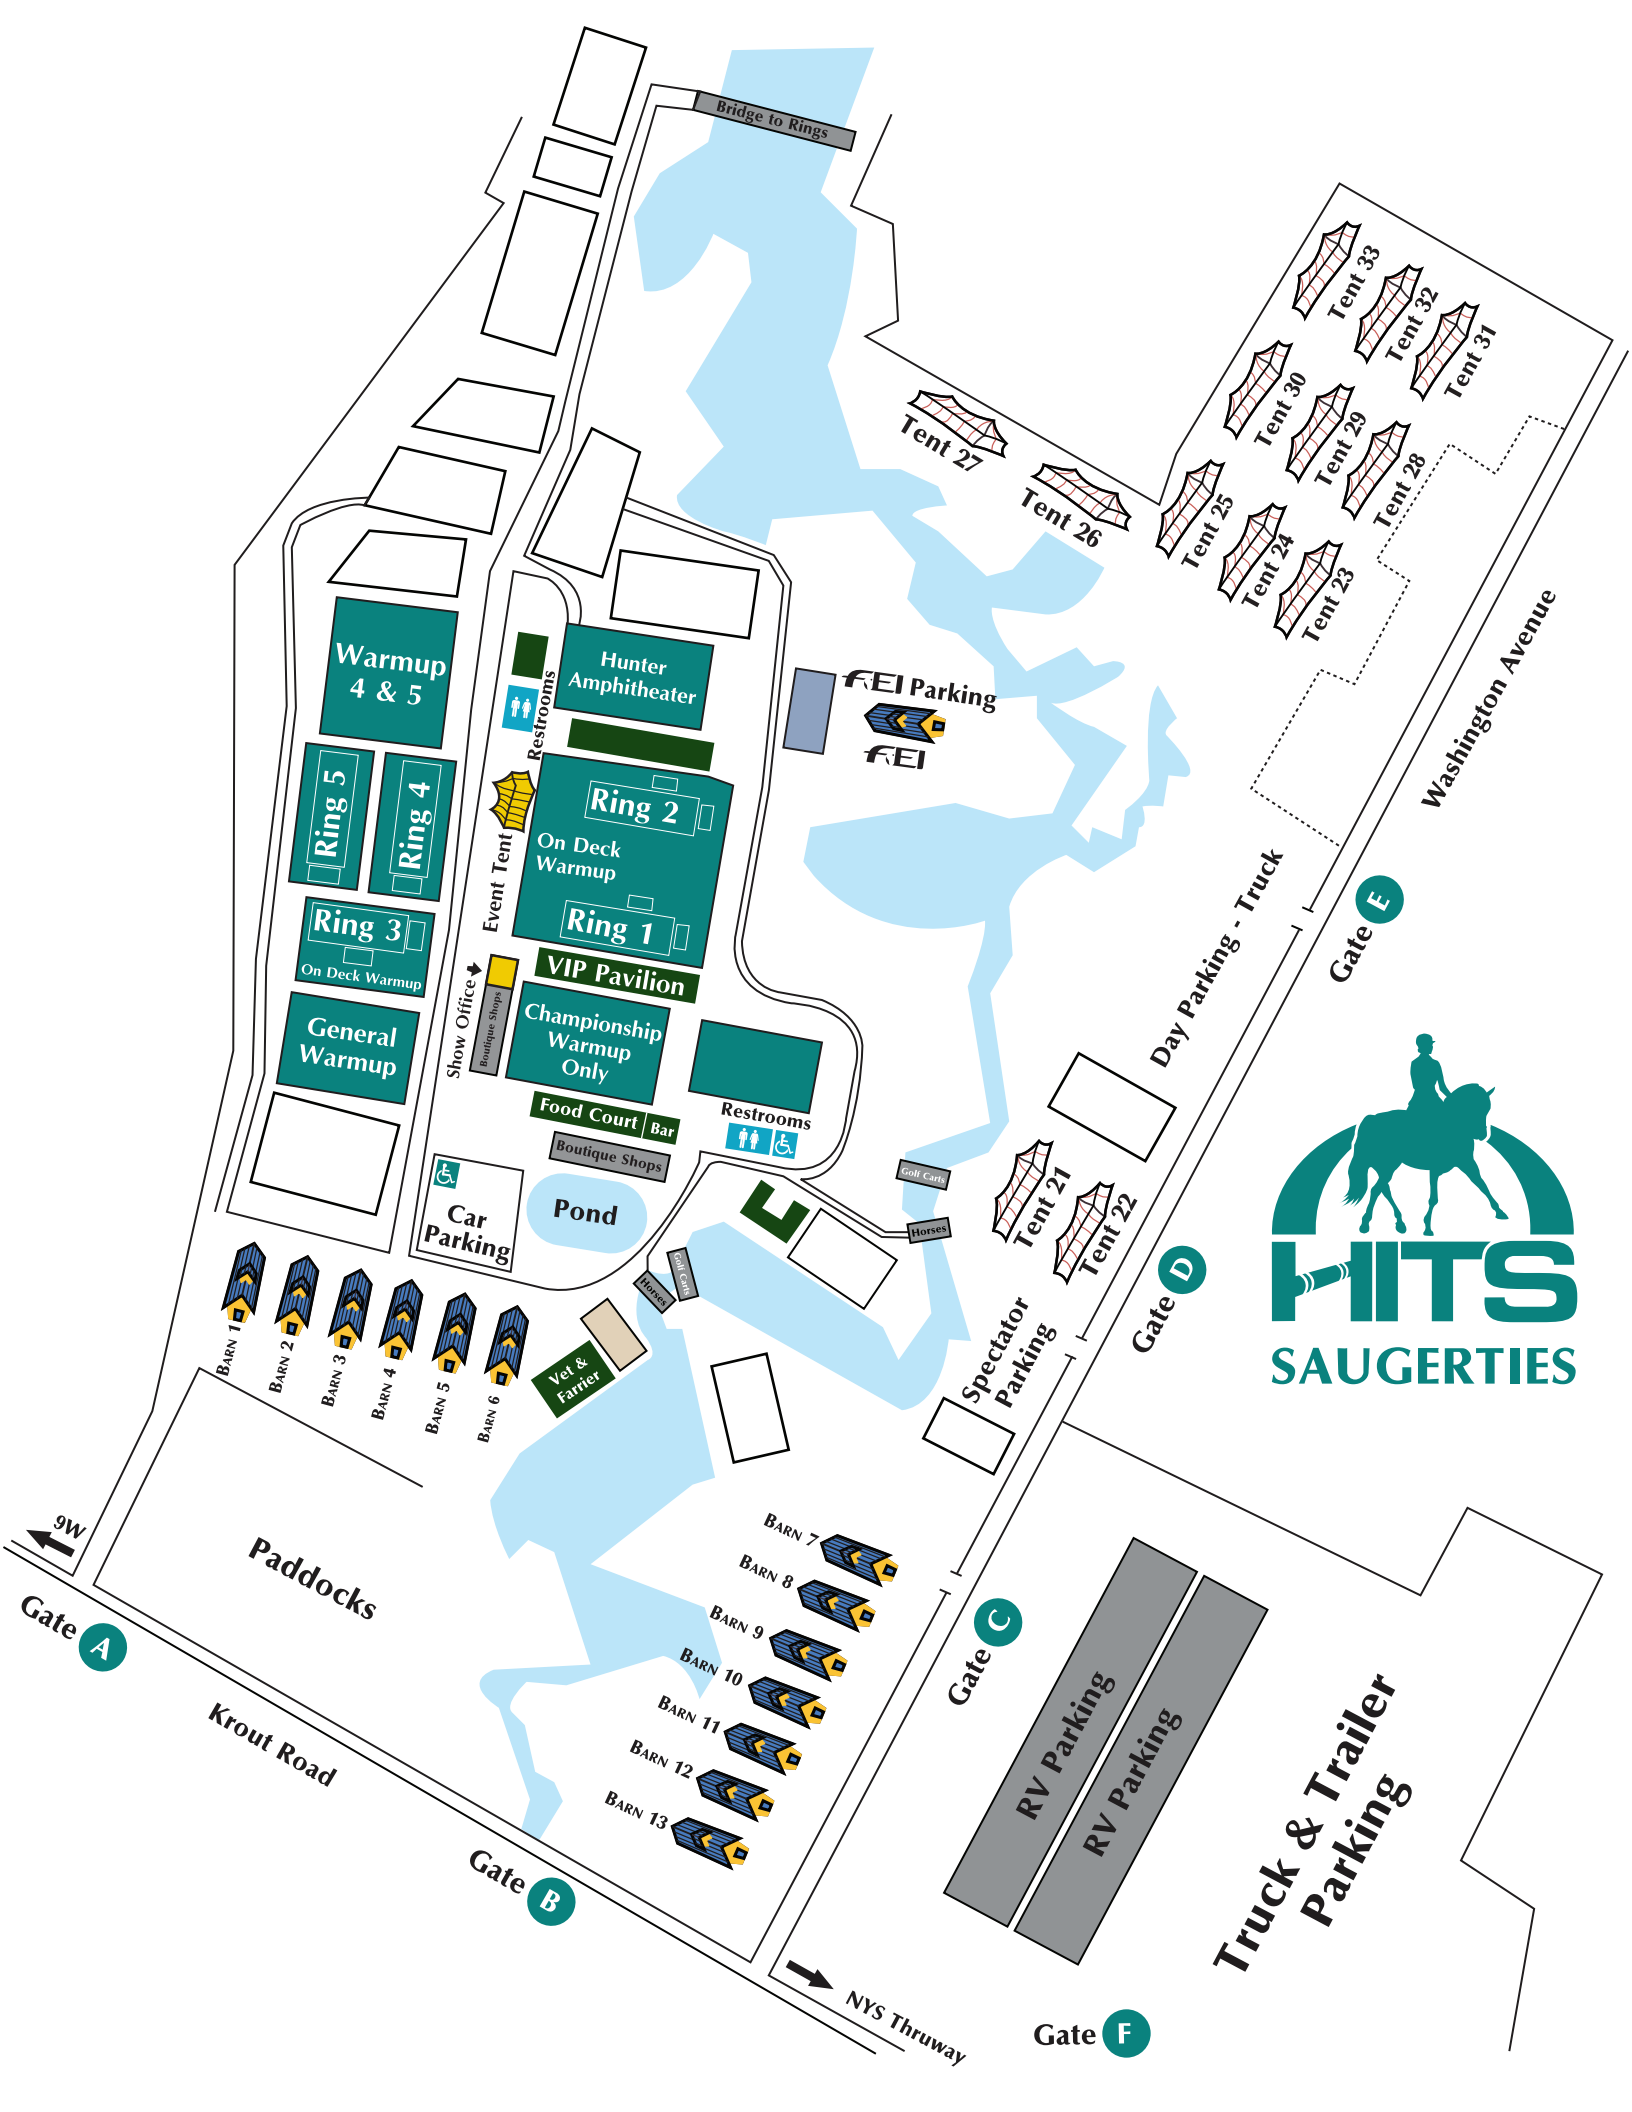 Bridge to Rings
Tent 33
Tent 32
Tent 31
Tent 30
Tent 29
Tent 28
Tent 27
Tent 26
Tent 25
Tent 24
Tent 23
Washington Avenue
Warmup
4 & 5
Hunter
Amphitheater
Restrooms
FEI Parking
FEI
Ring 5
Ring 4
Ring 2
On Deck
Warmup
Event Tent
Ring 1
Ring 3
On Deck Warmup
VIP Pavilion
Show Office
Boutique Shops
General
Warmup
Championship
Warmup
Only
Food Court
Bar
Boutique Shops
Restrooms
Day Parking - Truck
Gate E
Golf Carts
Horses
Tent 21
Tent 22
Car
Parking
Pond
Golf Carts
Horses
Gate D
HITS
SAUGERTIES
Spectator
Parking
Barn 1
Barn 2
Barn 3
Barn 4
Barn 5
Barn 6
Vet &
Farrier
9W
Paddocks
Gate A
Krout Road
Gate B
Barn 7
Barn 8
Barn 9
Barn 10
Barn 11
Barn 12
Barn 13
Gate C
RV Parking
RV Parking
Truck & Trailer
Parking
NYS Thruway
Gate F